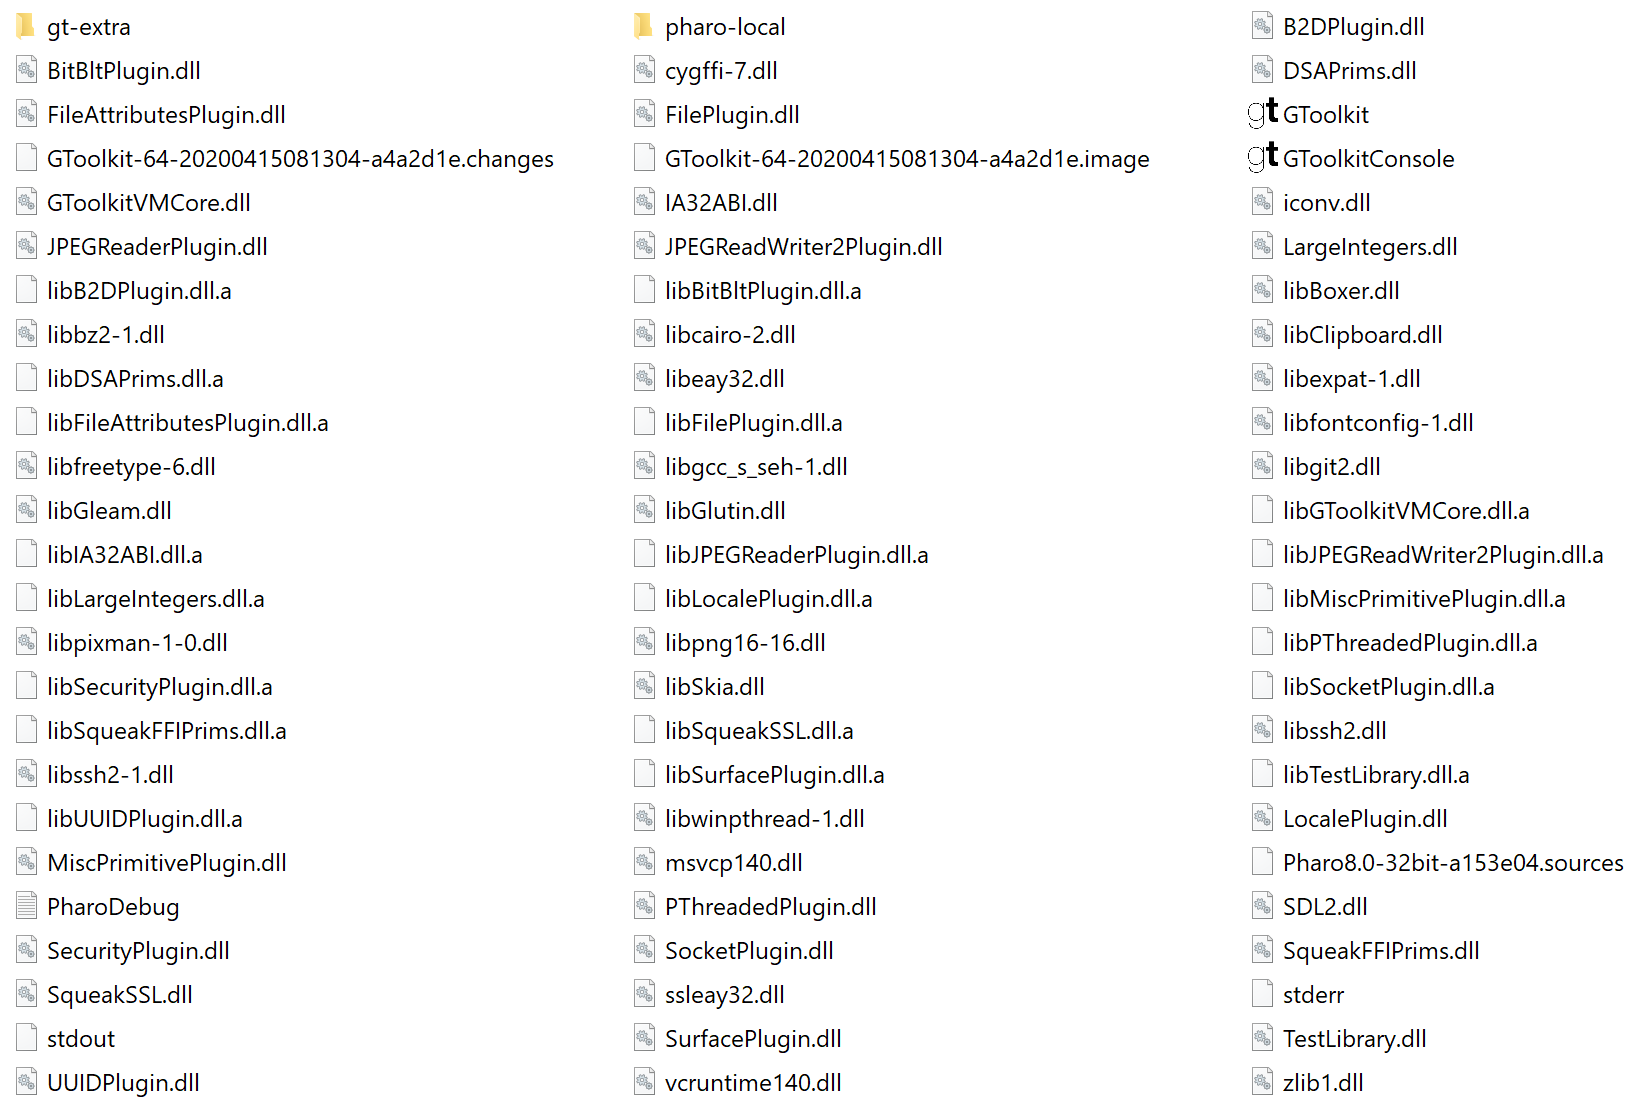 gt-extra pharo-local B2DPlugin.dll
BitBltPlugin.dll cygffi-7.dll DSAPrims.dll
FileAttributesPlugin.dll FilePlugin.dll gt GToolkit
GToolkit-64-20200415081304-a4a2d1e.changes GToolkit-64-20200415081304-a4a2d1e.image gt GToolkitConsole
GToolkitVMCore.dll IA32ABI.dll iconv.dll
JPEGReaderPlugin.dll JPEGReadWriter2Plugin.dll LargeIntegers.dll
libB2DPlugin.dll.a libBitBltPlugin.dll.a libBoxer.dll
libbz2-1.dll libcairo-2.dll libClipboard.dll
libDSAPrims.dll.a libeay32.dll libexpat-1.dll
libFileAttributesPlugin.dll.a libFilePlugin.dll.a libfontconfig-1.dll
libfreetype-6.dll libgcc_s_seh-1.dll libgit2.dll
libGleam.dll libGlutin.dll libGToolkitVMCore.dll.a
libIA32ABI.dll.a libJPEGReaderPlugin.dll.a libJPEGReadWriter2Plugin.dll.a
libLargeIntegers.dll.a libLocalePlugin.dll.a libMiscPrimitivePlugin.dll.a
libpixman-1-0.dll libpng16-16.dll libPThreadedPlugin.dll.a
libSecurityPlugin.dll.a libSkia.dll libSocketPlugin.dll.a
libSqueakFFIPrims.dll.a libSqueakSSL.dll.a libssh2.dll
libssh2-1.dll libSurfacePlugin.dll.a libTestLibrary.dll.a
libUUIDPlugin.dll.a libwinpthread-1.dll LocalePlugin.dll
MiscPrimitivePlugin.dll msvcp140.dll Pharo8.0-32bit-a153e04.sources
PharoDebug PThreadedPlugin.dll SDL2.dll
SecurityPlugin.dll SocketPlugin.dll SqueakFFIPrims.dll
SqueakSSL.dll ssleay32.dll stderr
stdout SurfacePlugin.dll TestLibrary.dll
UUIDPlugin.dll vcruntime140.dll zlib1.dll